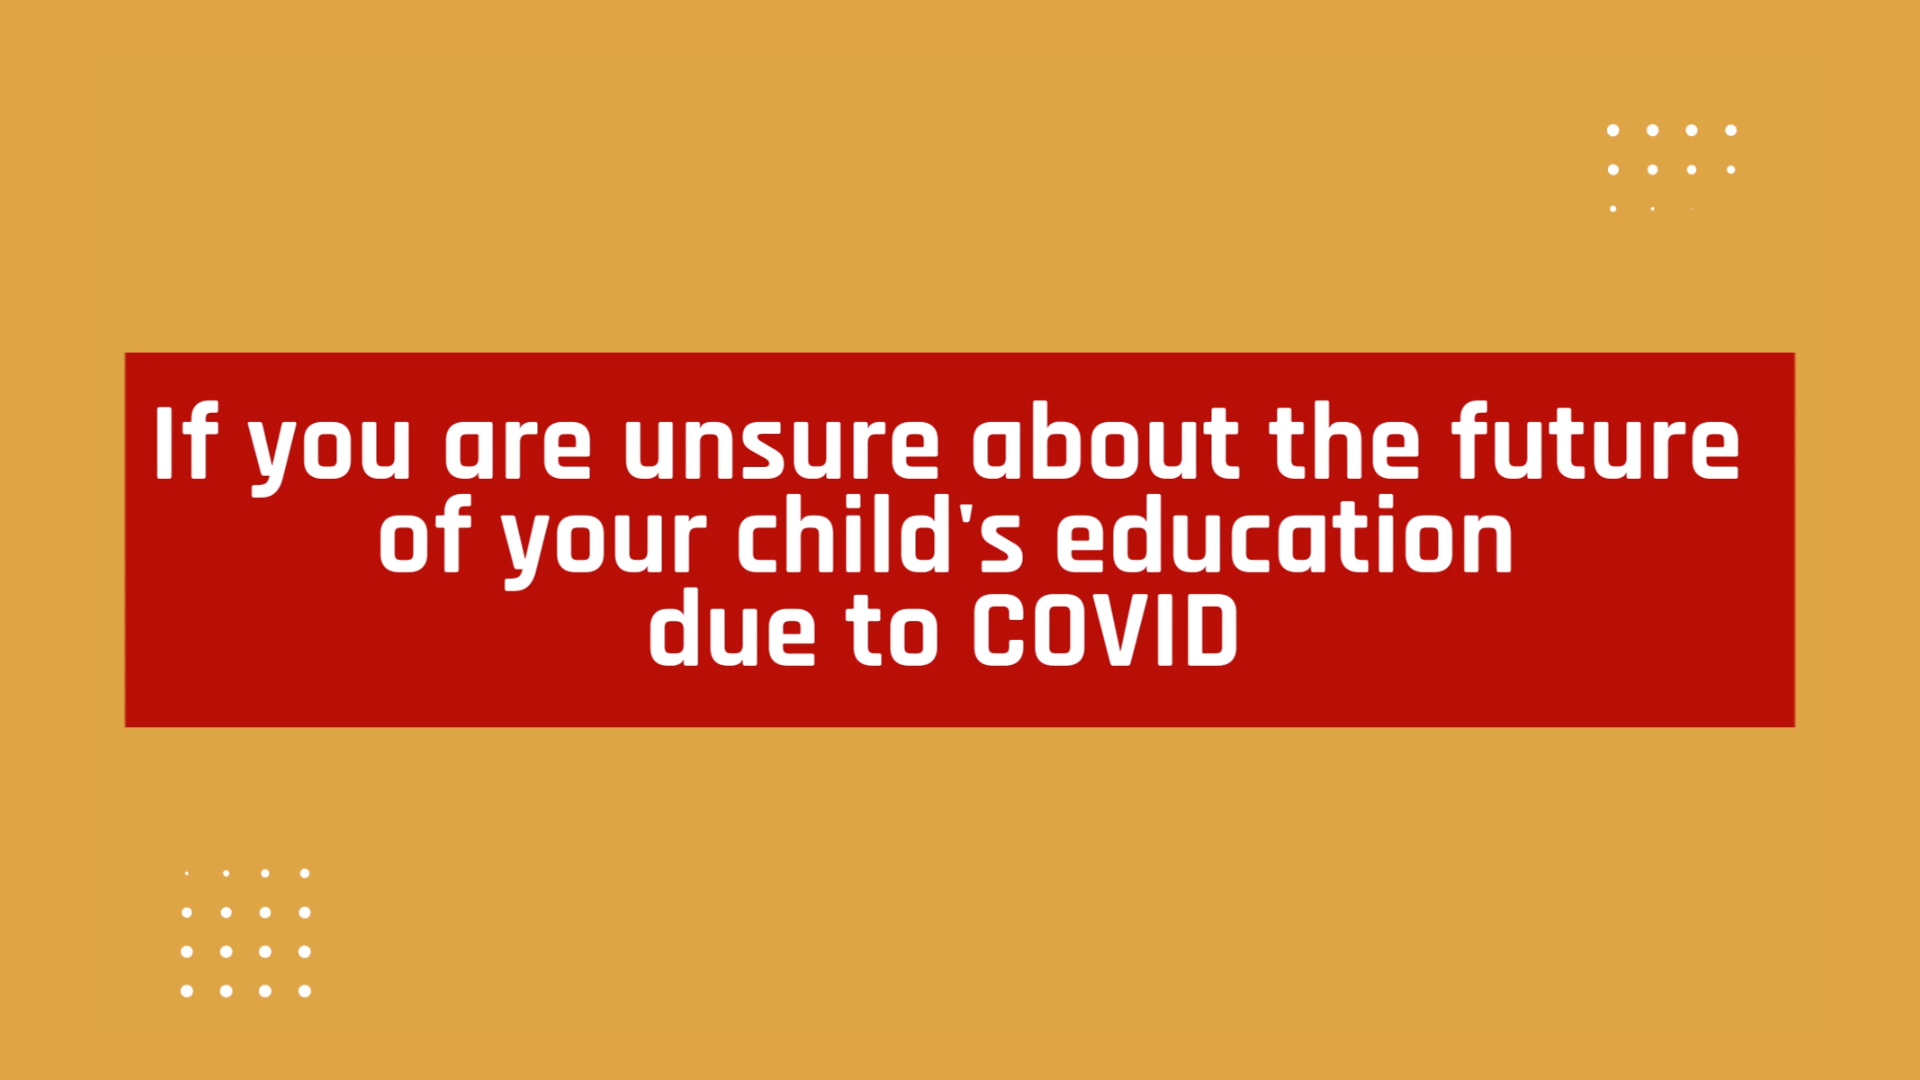 If you are unsure about the future
of your child's education
due to COVID